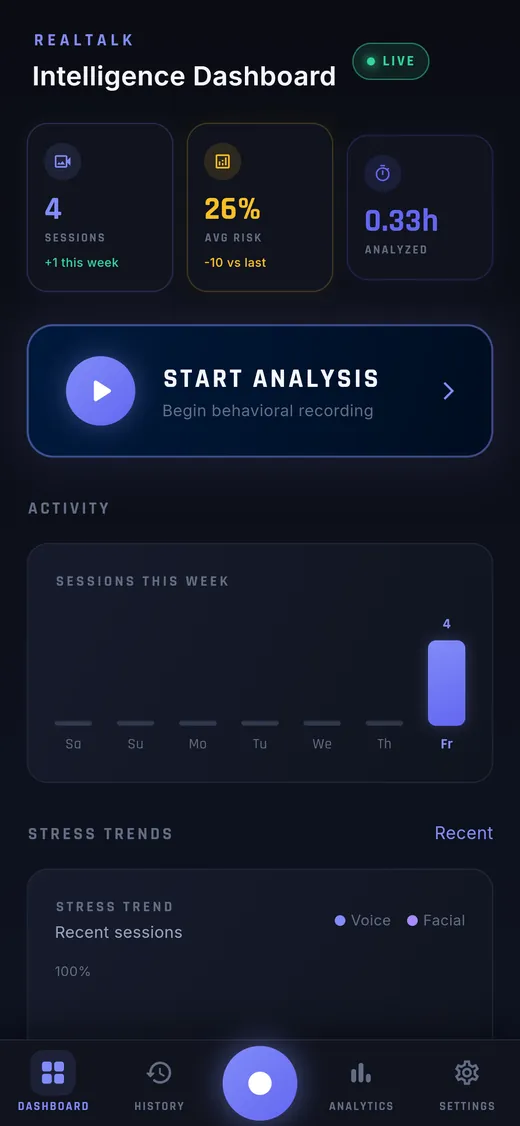 REALTALK
Intelligence Dashboard
LIVE
4
SESSIONS
+1 this week
26%
AVG RISK
-10 vs last
0.33h
ANALYZED
START ANALYSIS
Begin behavioral recording
ACTIVITY
SESSIONS THIS WEEK
4
Sa Su Mo Tu We Th Fr
STRESS TRENDS
Recent
STRESS TREND
Recent sessions
Voice Facial
100%
DASHBOARD HISTORY ANALYTICS SETTINGS